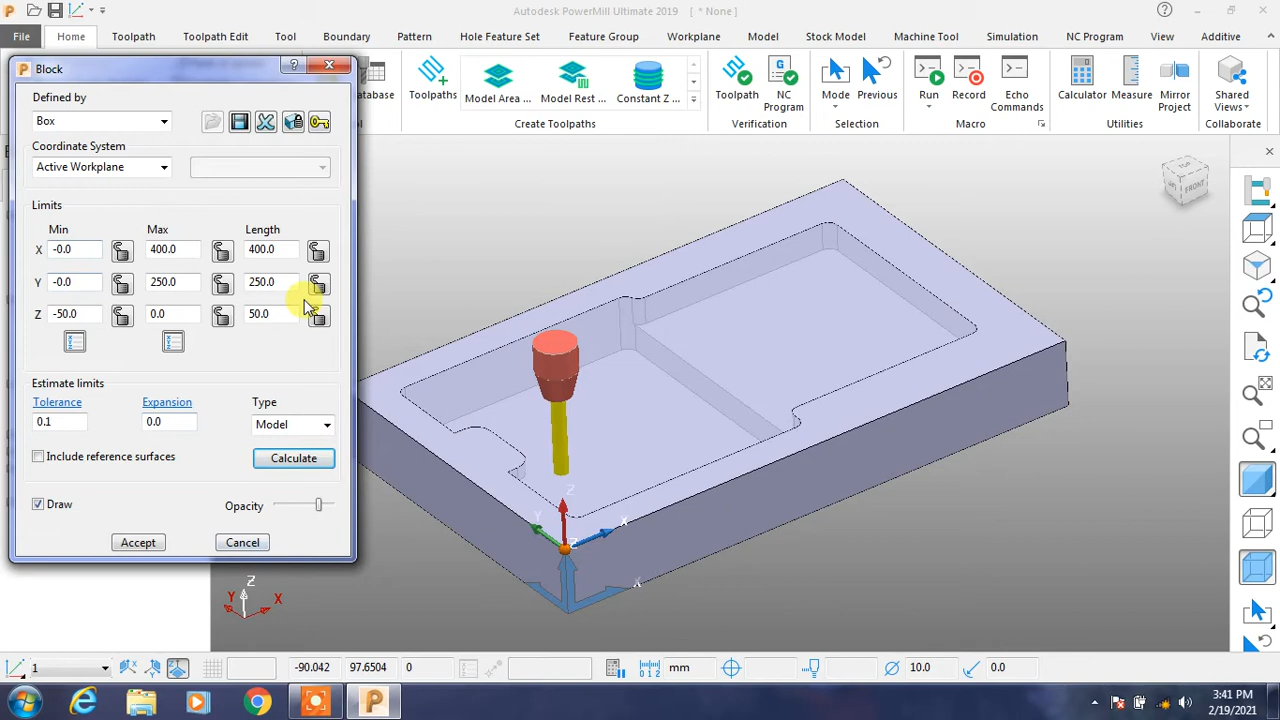 Autodesk PowerMill Ultimate 2019 [ * None ]
File Home Toolpath Toolpath Edit Tool Boundary Pattern Hole Feature Set Feature Group Workplane Model Stock Model Machine Tool NC Program View Simulation Additive
Block
Defined by
Box
Coordinate System
Active Workplane
Limits
Min Max Length
X -0.0 400.0 400.0
Y -0.0 250.0 250.0
Z -50.0 0.0 50.0
Estimate limits
Tolerance Expansion Type
0.1 0.0 Model
Include reference surfaces
Calculate
Draw
Opacity
Accept Cancel
atabase
Toolpaths
Model Area ...
Model Rest ...
Constant Z ...
Create Toolpaths
Toolpath
NC
Program
Verification
Mode
Previous
Selection
Run
Record
Echo
Commands
Macro
Calculator
Measure
Mirror
Project
Utilities
Shared
Views
Collaborate
TOP
FRONT
Z
Y
X
Z
X
Z
Y
X
1
-90.042 97.6504 0
mm
10.0 0.0
3:41 PM
2/19/2021